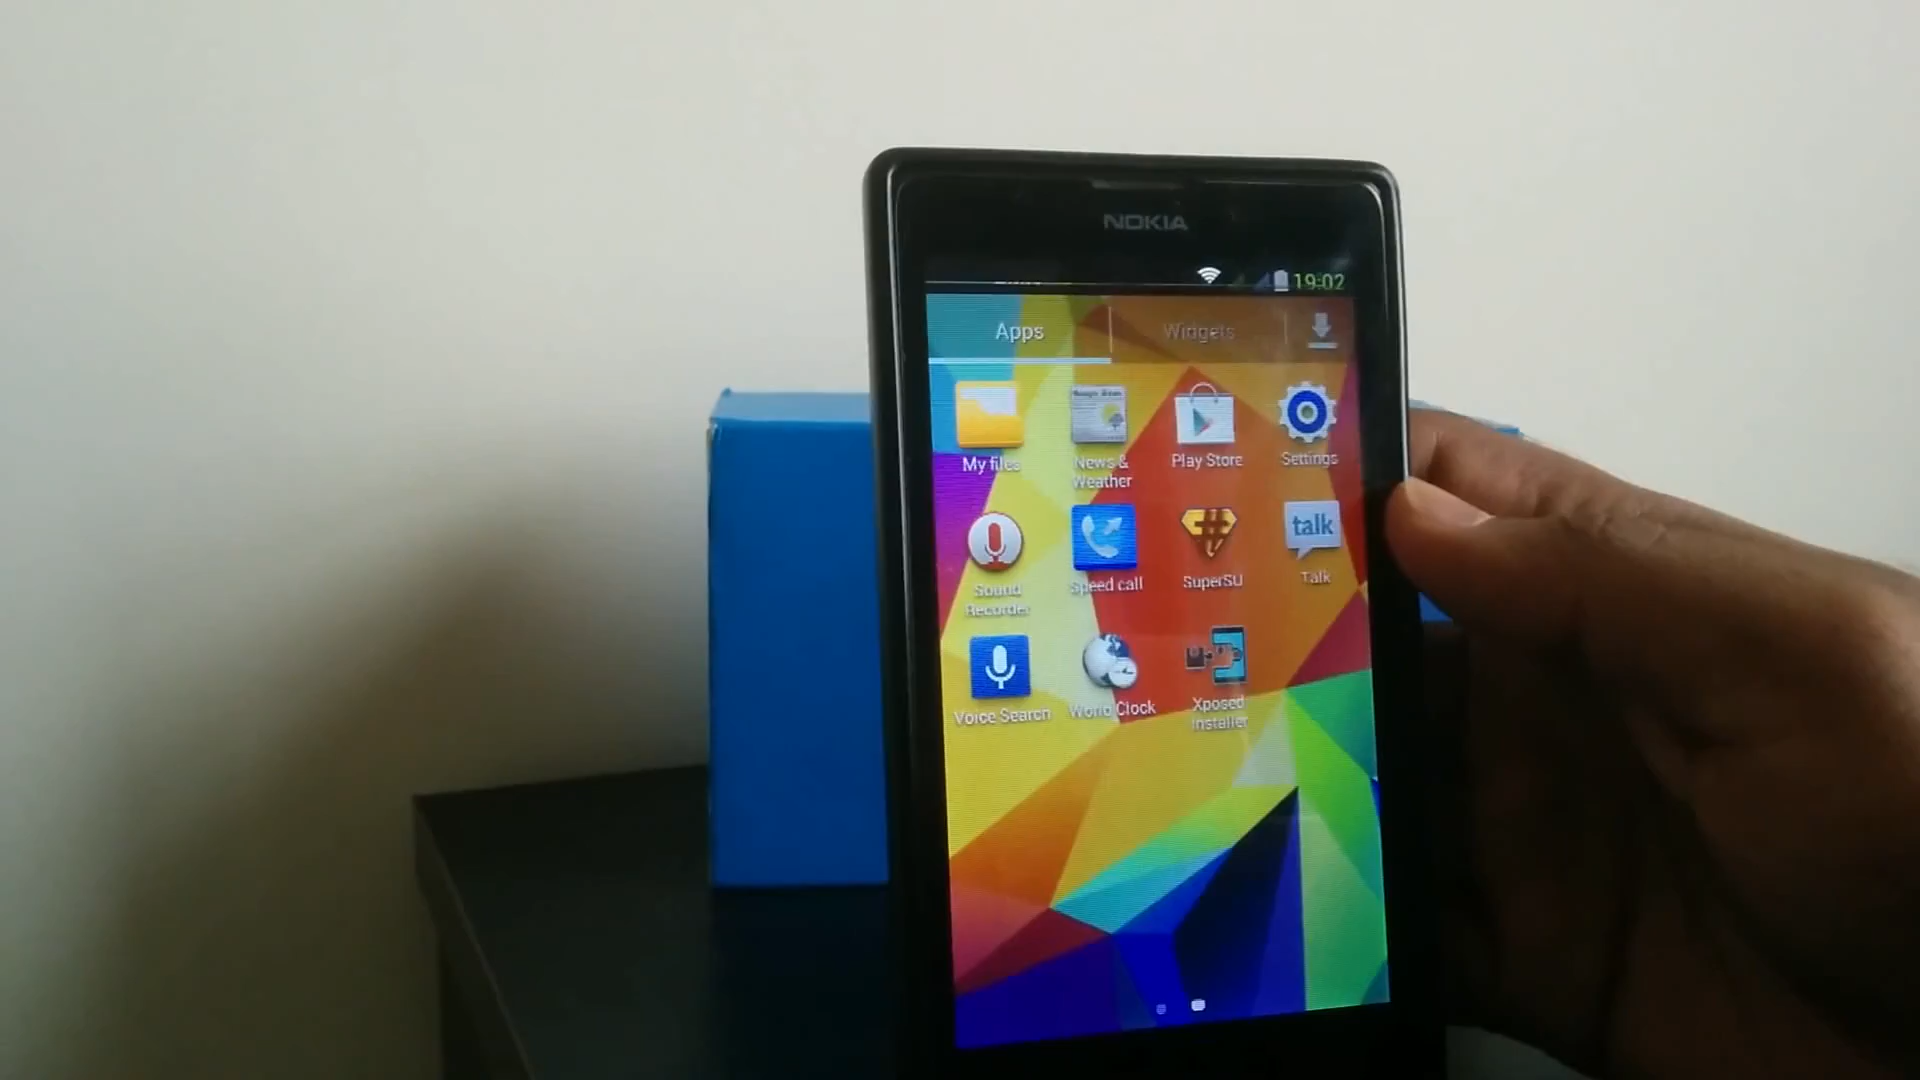 NOKIA
19:02
Apps Widgets
My files News & Weather Play Store Settings
talk
Sound Recorder Speed call SuperSU Talk
Voice Search World Clock Xposed Installer